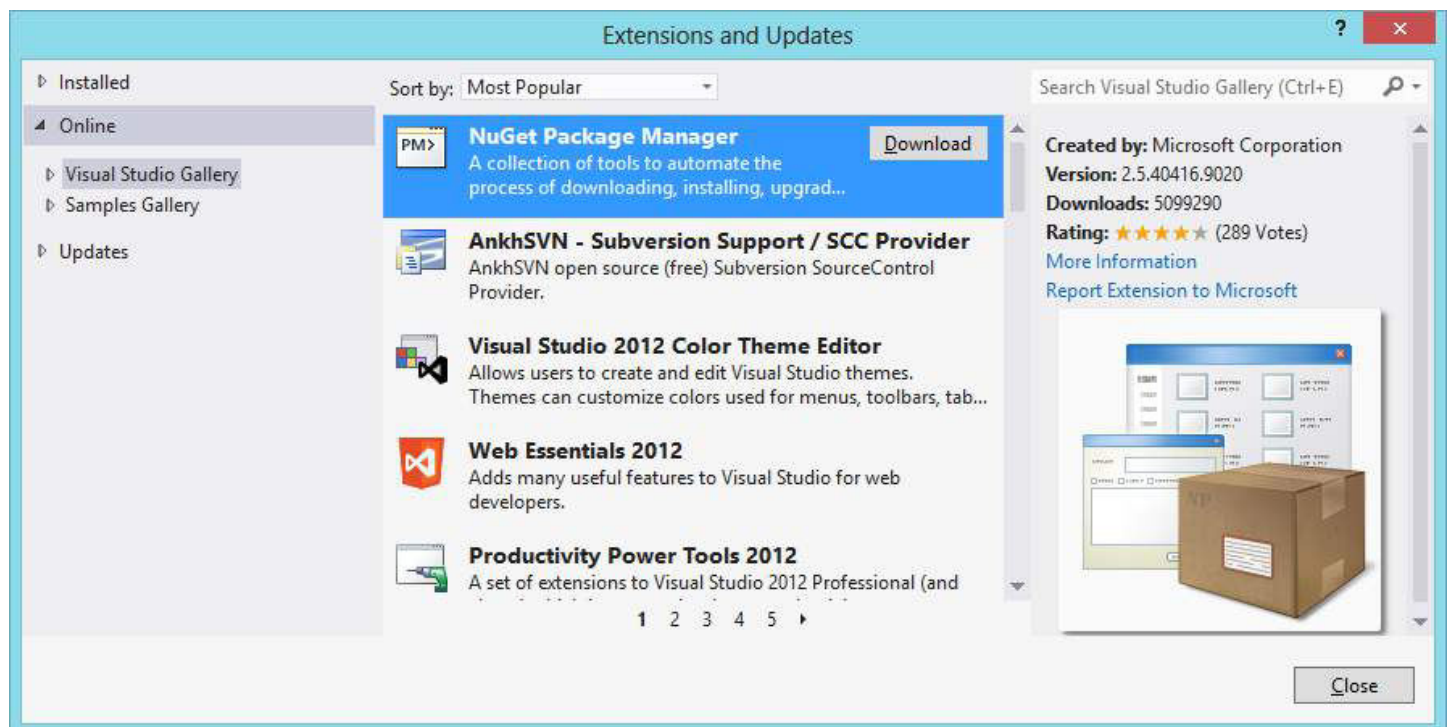 Extensions and Updates
?
Installed
Online
Visual Studio Gallery
Samples Gallery
Updates
Sort by: Most Popular
PM>
NuGet Package Manager
Download
A collection of tools to automate the
process of downloading, installing, upgrad...
AnkhSVN - Subversion Support / SCC Provider
AnkhSVN open source (free) Subversion SourceControl
Provider.
Visual Studio 2012 Color Theme Editor
Allows users to create and edit Visual Studio themes.
Themes can customize colors used for menus, toolbars, tab...
Web Essentials 2012
Adds many useful features to Visual Studio for web
developers.
Productivity Power Tools 2012
A set of extensions to Visual Studio 2012 Professional (and
1 2 3 4 5
Search Visual Studio Gallery (Ctrl+E)
Created by: Microsoft Corporation
Version: 2.5.40416.9020
Downloads: 5099290
Rating: (289 Votes)
More Information
Report Extension to Microsoft
Close